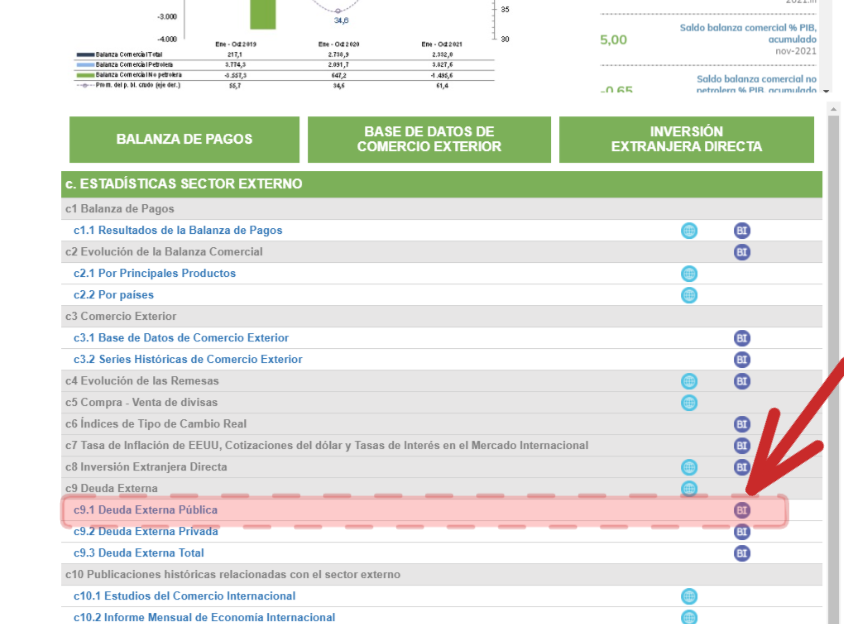 2021.III
-3.000
34,6
35
Saldo balanza comercial % PIB,
-4.000
30
5,00
acumulado
Ene - Oct 2019
Ene - Oct 2020
Ene - Oct 2021
nov-2021
Balanza Comercial Total
217,1
2.738,9
2.332,0
Balanza Comercial Petrolera
3.774,3
2.091,7
3.827,6
Saldo balanza comercial no
Balanza Comercial No petrolera
-3.557,3
647,2
-1.495,6
-0,65
petrolera % PIB, acumulado
Prom. del p. bl. crudo (eje der.)
55,7
34,6
61,4
BALANZA DE PAGOS
BASE DE DATOS DE
COMERCIO EXTERIOR
INVERSIÓN
EXTRANJERA DIRECTA
c. ESTADÍSTICAS SECTOR EXTERNO
c1 Balanza de Pagos
c1.1 Resultados de la Balanza de Pagos BI
c2 Evolución de la Balanza Comercial BI
c2.1 Por Principales Productos
c2.2 Por países
c3 Comercio Exterior
c3.1 Base de Datos de Comercio Exterior BI
c3.2 Series Históricas de Comercio Exterior BI
c4 Evolución de las Remesas BI
c5 Compra - Venta de divisas
c6 Índices de Tipo de Cambio Real BI
c7 Tasa de Inflación de EEUU, Cotizaciones del dólar y Tasas de Interés en el Mercado Internacional BI
c8 Inversión Extranjera Directa BI
c9 Deuda Externa
c9.1 Deuda Externa Pública BI
c9.2 Deuda Externa Privada BI
c9.3 Deuda Externa Total BI
c10 Publicaciones históricas relacionadas con el sector externo
c10.1 Estudios del Comercio Internacional
c10.2 Informe Mensual de Economía Internacional